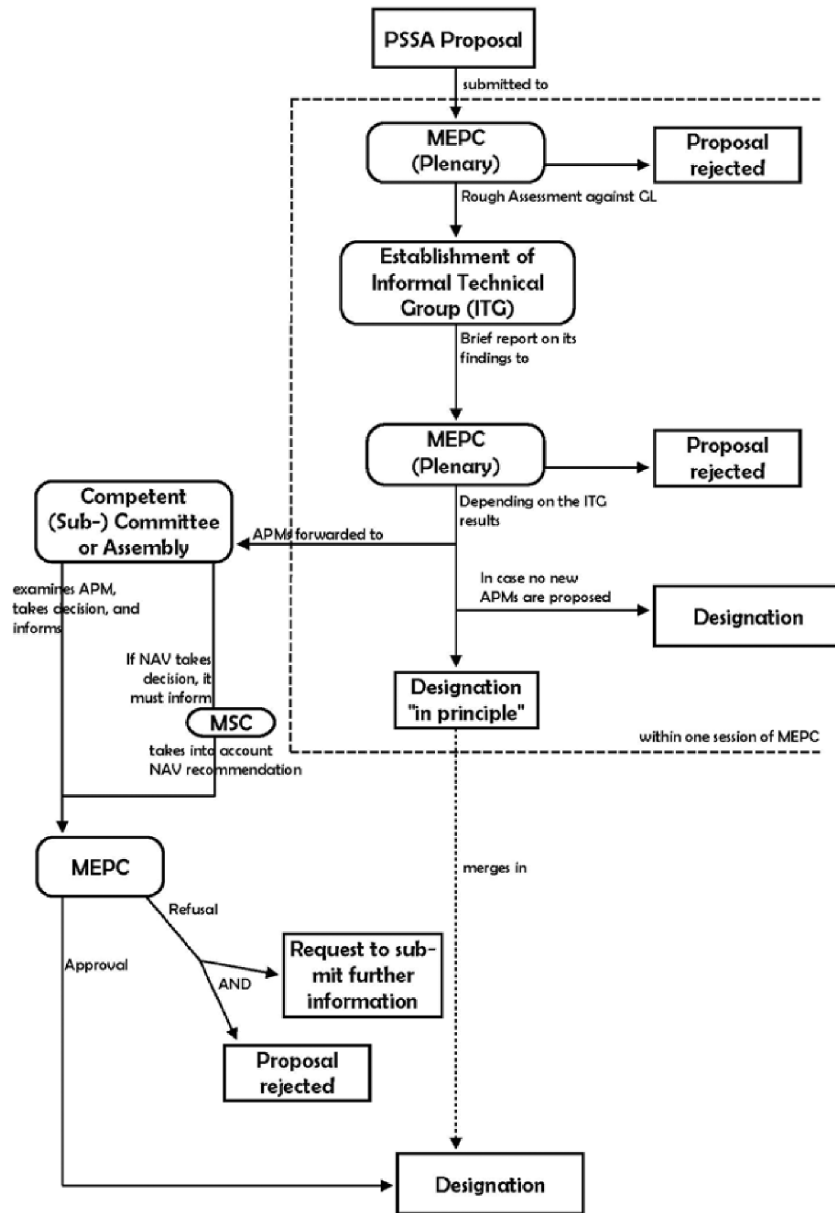 PSSA Proposal
submitted to
MEPC
(Plenary)
Proposal
rejected
Rough Assessment against GL
Establishment of
Informal Technical
Group (ITG)
Brief report on its
findings to
MEPC
(Plenary)
Proposal
rejected
Depending on the ITG
results
Competent
(Sub-) Committee
or Assembly
APMs forwarded to
In case no new
APMs are proposed
Designation
examines APM,
takes decision, and
informs
If NAV takes
decision, it
must inform
MSC
takes into account
NAV recommendation
Designation
"in principle"
within one session of MEPC
MEPC
merges in
Refusal
Approval
AND
Request to sub-
mit further
information
Proposal
rejected
Designation